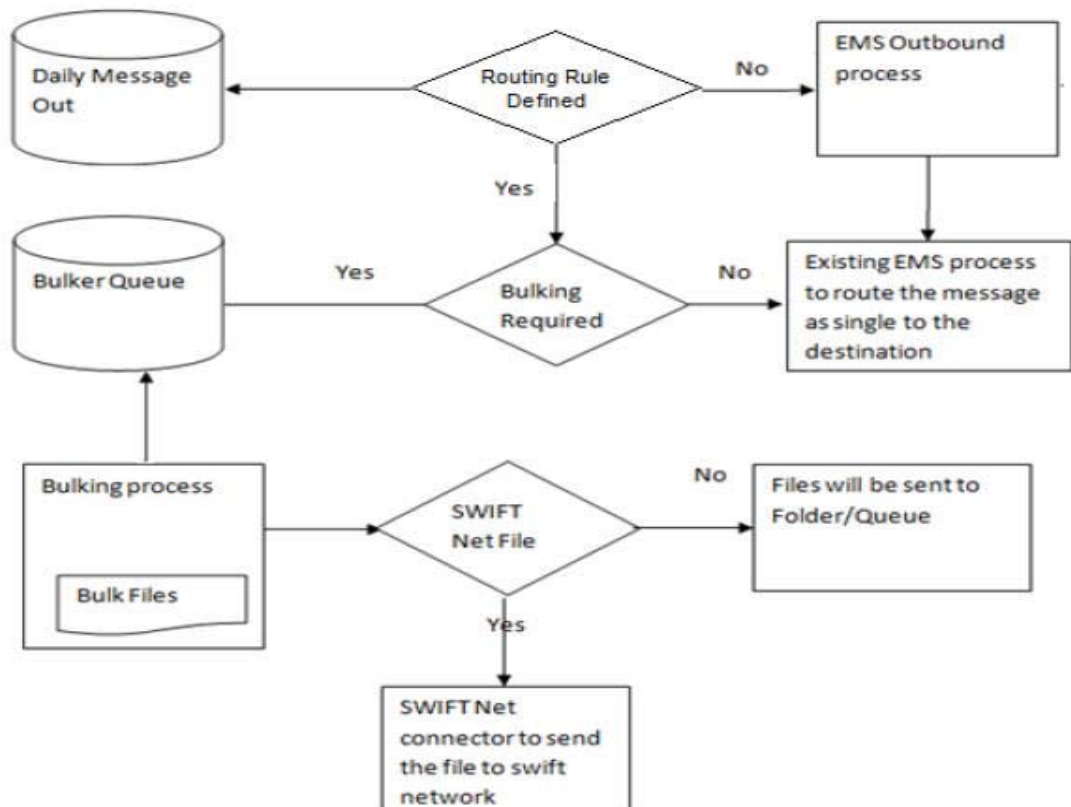 Daily Message
Out
Routing Rule
Defined
No
EMS Outbound
process
Yes
Bulker Queue
Yes
Bulking
Required
No
Existing EMS process
to route the message
as single to the
destination
Bulking process
Bulk Files
SWIFT
Net File
No
Files will be sent to
Folder/Queue
Yes
SWIFT Net
connector to send
the file to swift
network